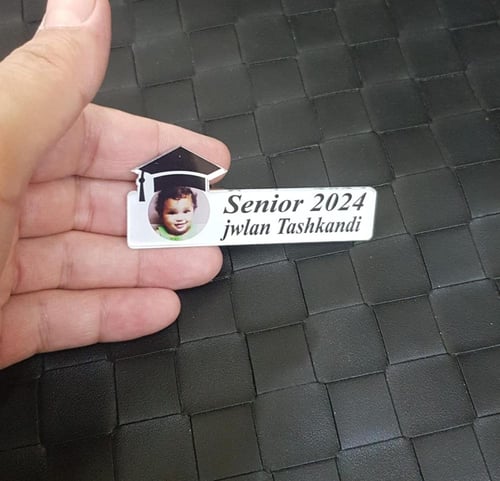 Senior 2024
jwlan Tashkandi